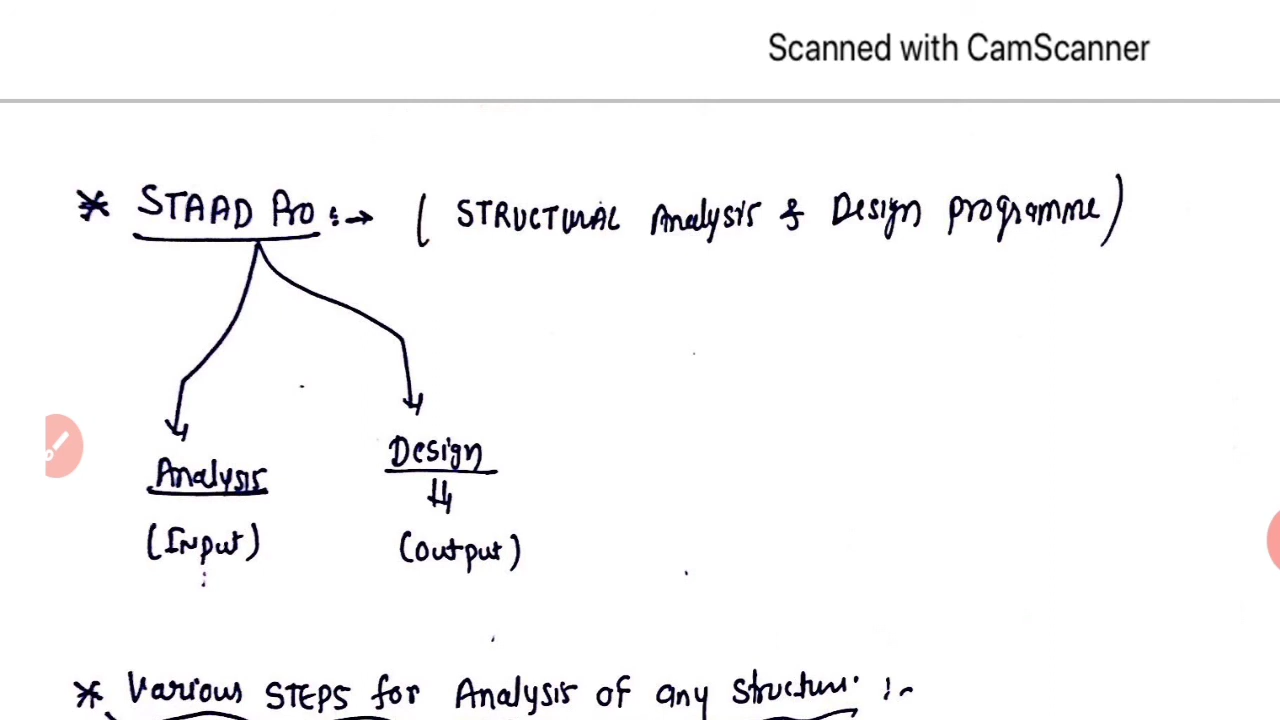 Scanned with CamScanner
* STAAD Pro :→ ( STRUCTURAL Analysis & Design programme)
Design
Analysis
(Input)
(output)
* Various STEPS for Analysis of any structure :-